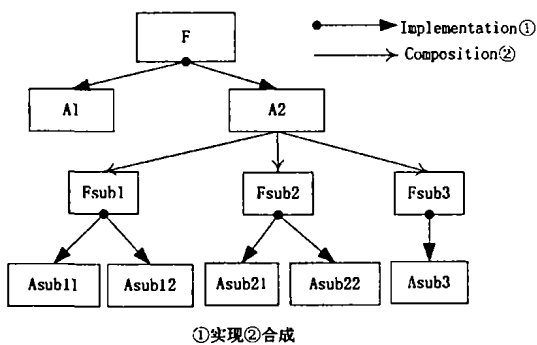 F
Implementation①
Composition②
A1
A2
Fsub1
Fsub2
Fsub3
Asub11
Asub12
Asub21
Asub22
Asub3
①实现②合成